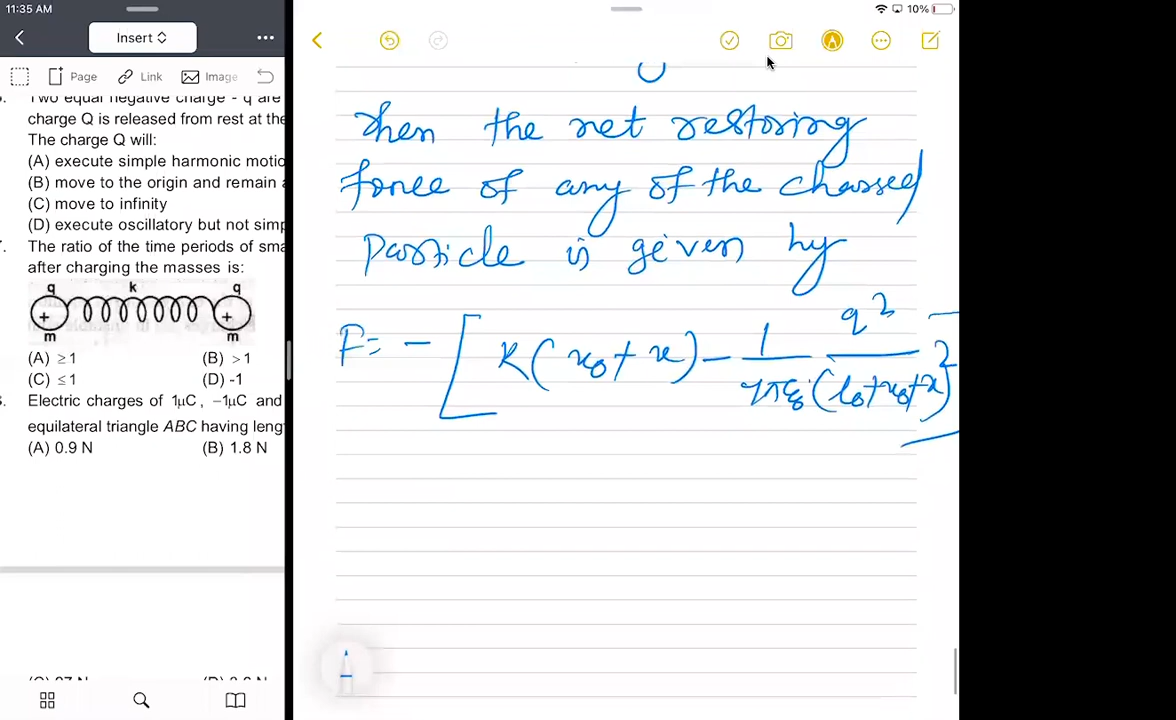 11:35 AM
10%
Insert
Page Link Image
Two equal negative charge - q are
charge Q is released from rest at the
The charge Q will:
(A) execute simple harmonic motio
(B) move to the origin and remain
(C) move to infinity
(D) execute oscillatory but not simp
The ratio of the time periods of sma
after charging the masses is:
q k q
+ +
m m
(A) ≥1 (B) >1
(C) ≤1 (D) -1
Electric charges of 1μC, −1μC and
equilateral triangle ABC having leng
(A) 0.9 N (B) 1.8 N
then the net restoring
force of any of the charged
particle is given by
F = - [ K(x₀+x) - 1/4πε₀ q²/(l₀+x₀+x)²